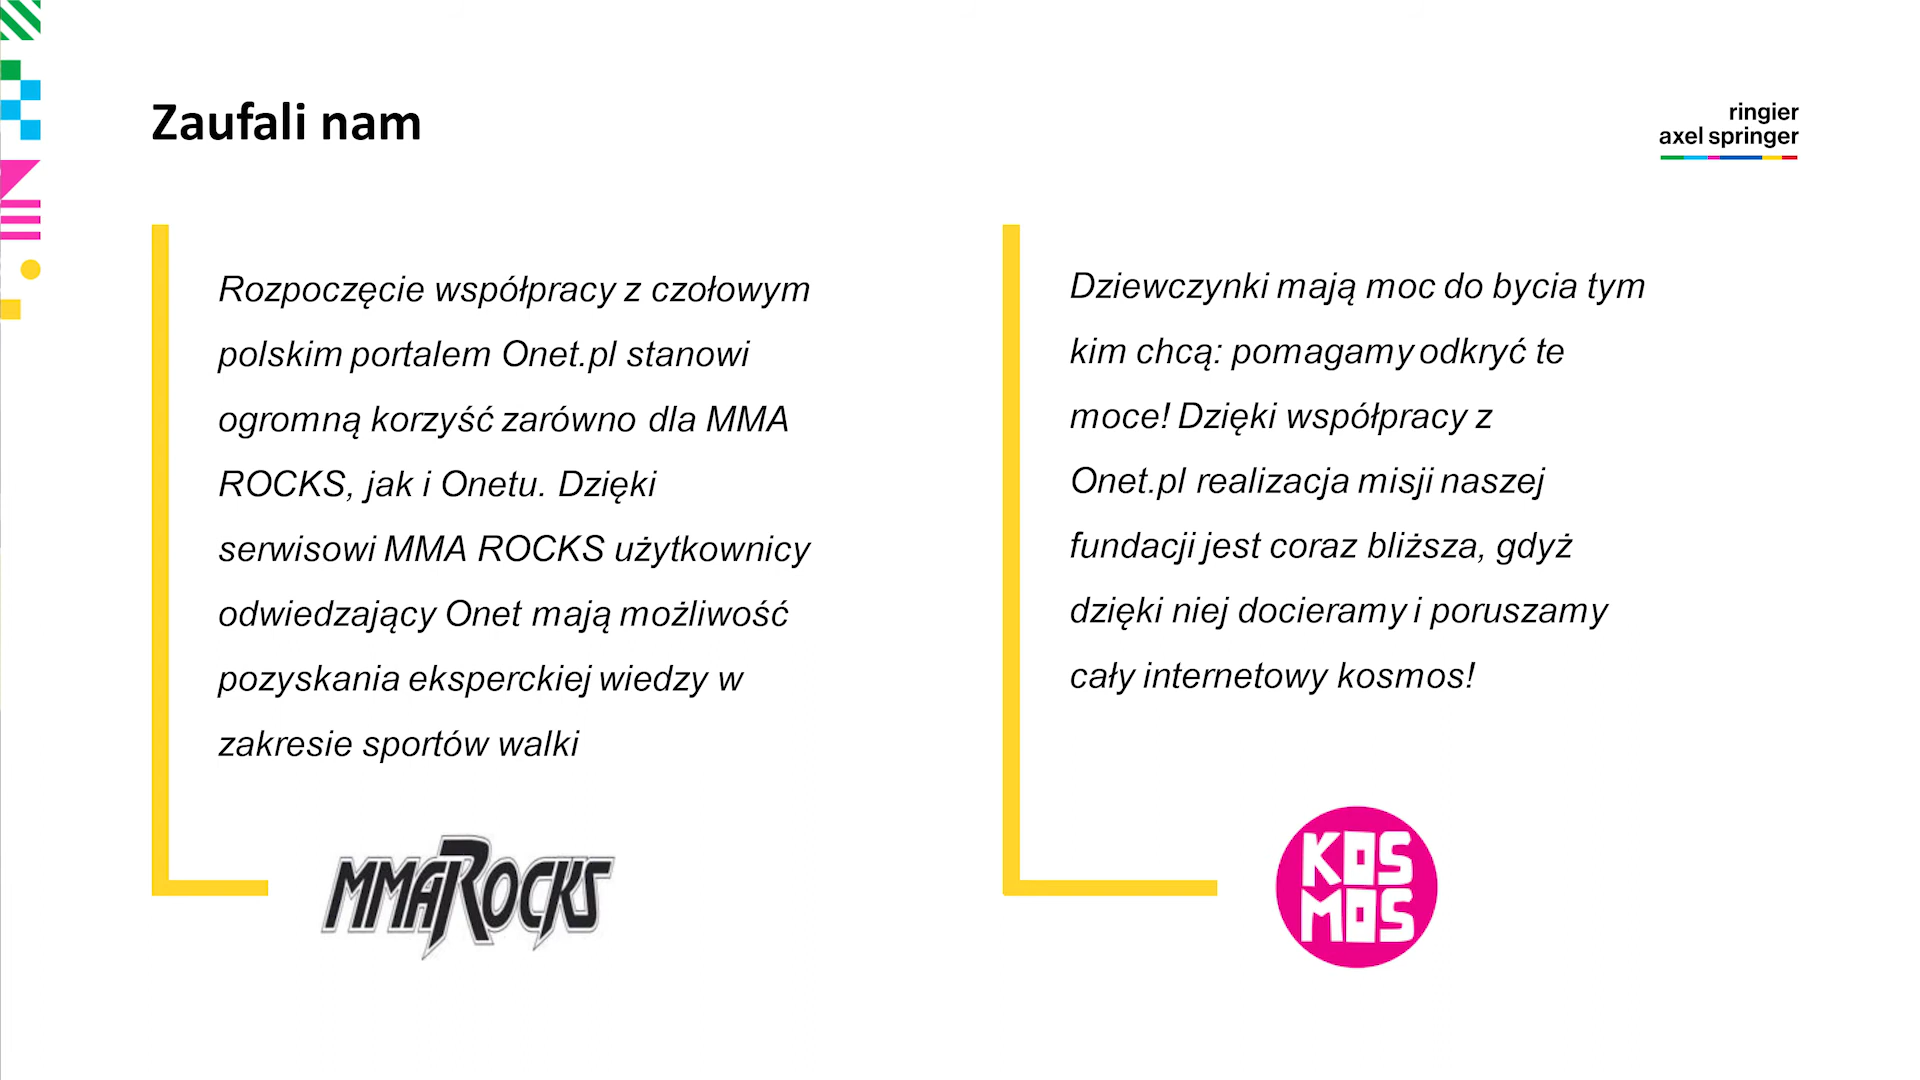 Zaufali nam
ringier
axel springer
Rozpoczęcie współpracy z czołowym
polskim portalem Onet.pl stanowi
ogromną korzyść zarówno dla MMA
ROCKS, jak i Onetu. Dzięki
serwisowi MMA ROCKS użytkownicy
odwiedzający Onet mają możliwość
pozyskania eksperckiej wiedzy w
zakresie sportów walki
MMAROCKS
Dziewczynki mają moc do bycia tym
kim chcą: pomagamy odkryć te
moce! Dzięki współpracy z
Onet.pl realizacja misji naszej
fundacji jest coraz bliższa, gdyż
dzięki niej docieramy i poruszamy
cały internetowy kosmos!
KOS
MOS